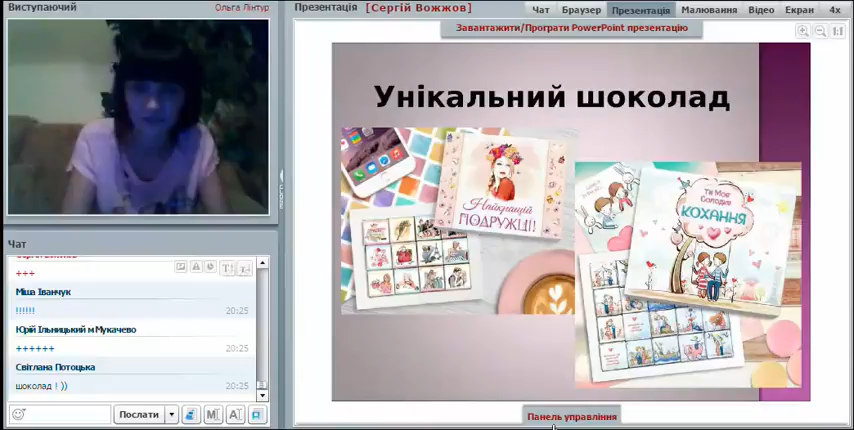 Виступаючий
Ольга Лінтур
Чат
+++
Міша Іванчук
!!!!!!
20:25
Юрій Ільницький м Мукачево
++++++
20:25
Світлана Потоцька
шоколад ! ))
20:25
Послати
Презентація [Сергій Вожжов]
Чат
Браузер
Презентація
Малювання
Відео
Екран
4x
Завантажити/Програти PowerPoint презентацію
1:1
Унікальний шоколад
Найкращій
ПОДРУЖЦІ!
Ти Моє
Солодке
КОХАННЯ
Панель управління